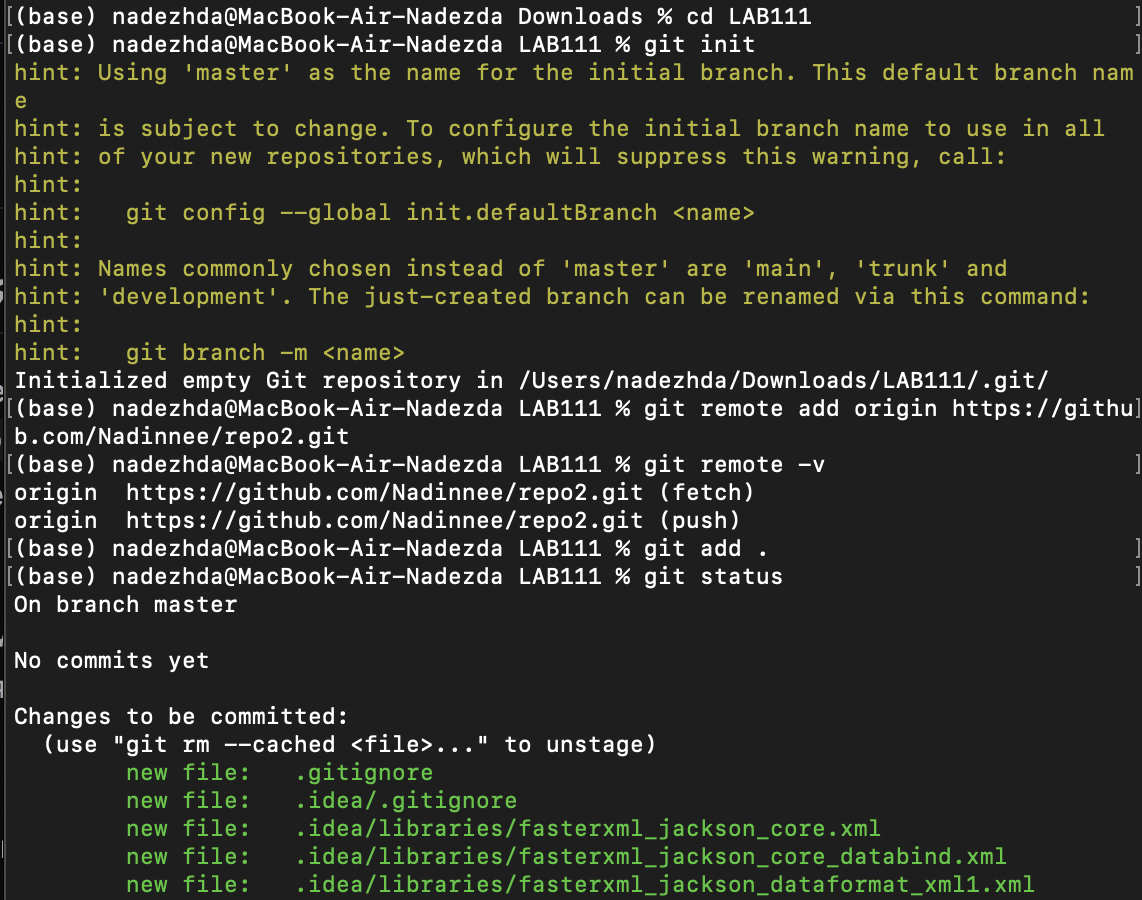 [(base) nadezhda@MacBook-Air-Nadezda Downloads % cd LAB111 ]
[(base) nadezhda@MacBook-Air-Nadezda LAB111 % git init ]
hint: Using 'master' as the name for the initial branch. This default branch nam
e
hint: is subject to change. To configure the initial branch name to use in all
hint: of your new repositories, which will suppress this warning, call:
hint:
hint:   git config --global init.defaultBranch <name>
hint:
hint: Names commonly chosen instead of 'master' are 'main', 'trunk' and
hint: 'development'. The just-created branch can be renamed via this command:
hint:
hint:   git branch -m <name>
Initialized empty Git repository in /Users/nadezhda/Downloads/LAB111/.git/
[(base) nadezhda@MacBook-Air-Nadezda LAB111 % git remote add origin https://githu]
b.com/Nadinnee/repo2.git
[(base) nadezhda@MacBook-Air-Nadezda LAB111 % git remote -v ]
origin  https://github.com/Nadinnee/repo2.git (fetch)
origin  https://github.com/Nadinnee/repo2.git (push)
[(base) nadezhda@MacBook-Air-Nadezda LAB111 % git add . ]
[(base) nadezhda@MacBook-Air-Nadezda LAB111 % git status ]
On branch master
No commits yet
Changes to be committed:
  (use "git rm --cached <file>..." to unstage)
        new file:   .gitignore
        new file:   .idea/.gitignore
        new file:   .idea/libraries/fasterxml_jackson_core.xml
        new file:   .idea/libraries/fasterxml_jackson_core_databind.xml
        new file:   .idea/libraries/fasterxml_jackson_dataformat_xml1.xml